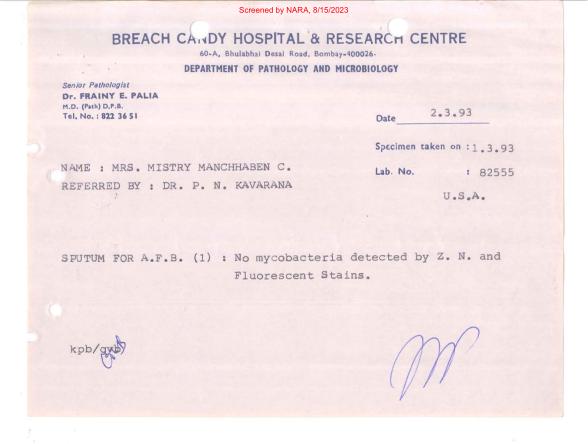 Screened by NARA, 8/15/2023
BREACH CANDY HOSPITAL & RESEARCH CENTRE
60-A, Bhulabhai Desai Road, Bombay-400026.
DEPARTMENT OF PATHOLOGY AND MICROBIOLOGY
Senior Pathologist
Dr. FRAINY E. PALIA
M.D. (Path) D.P.B.
Tel. No. : 822 36 51
Date 2.3.93
Specimen taken on : 1.3.93
NAME : MRS. MISTRY MANCHHABEN C.
Lab. No. : 82555
REFERRED BY : DR. P. N. KAVARANA
U.S.A.
SPUTUM FOR A.F.B. (1) : No mycobacteria detected by Z. N. and
Fluorescent Stains.
kpb/